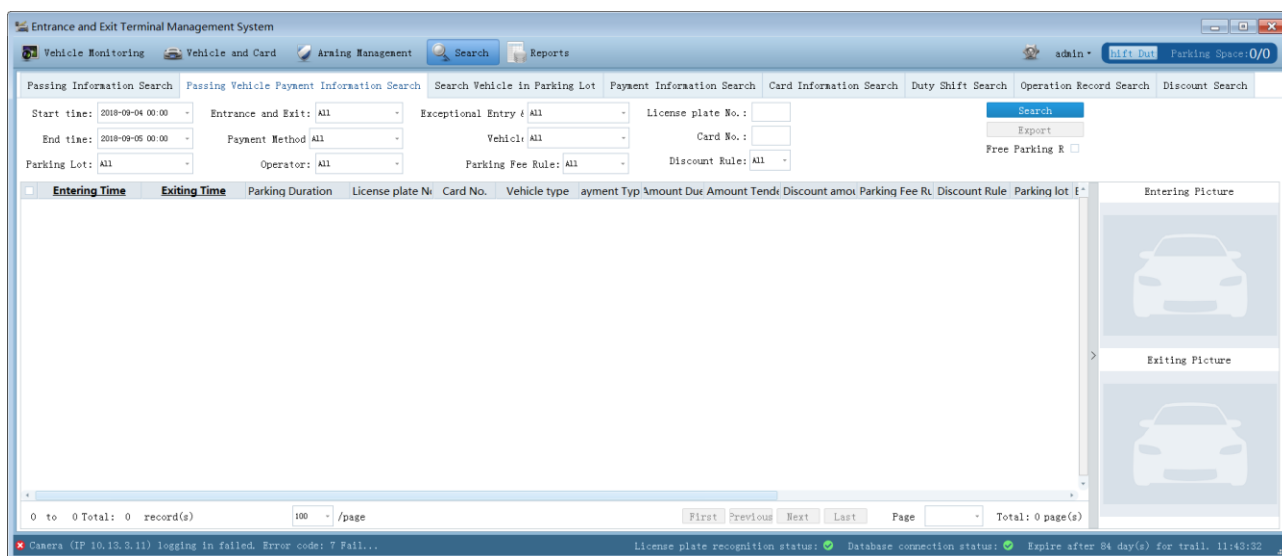 Entrance and Exit Terminal Management System
Vehicle Monitoring Vehicle and Card Arming Management Search Reports admin hift Dut Parking Space:0/0
Passing Information Search Passing Vehicle Payment Information Search Search Vehicle in Parking Lot Payment Information Search Card Information Search Duty Shift Search Operation Record Search Discount Search
Start time: 2018-09-04 00:00 Entrance and Exit: All Exceptional Entry & All License plate No.: Search
End time: 2018-09-05 00:00 Payment Method All Vehicle All Card No.: Export
Parking Lot: All Operator: All Parking Fee Rule: All Discount Rule: All Free Parking R
Entering Time Exiting Time Parking Duration License plate No Card No. Vehicle type ayment Typ Amount Due Amount Tende Discount amou Parking Fee Ru Discount Rule Parking lot E Entering Picture
Exiting Picture
0 to 0 Total: 0 record(s) 100 /page First Previous Next Last Page Total: 0 page(s)
Camera (IP 10.13.3.11) logging in failed. Error code: 7 Fail... License plate recognition status: Database connection status: Expire after 84 day(s) for trail. 11:43:32